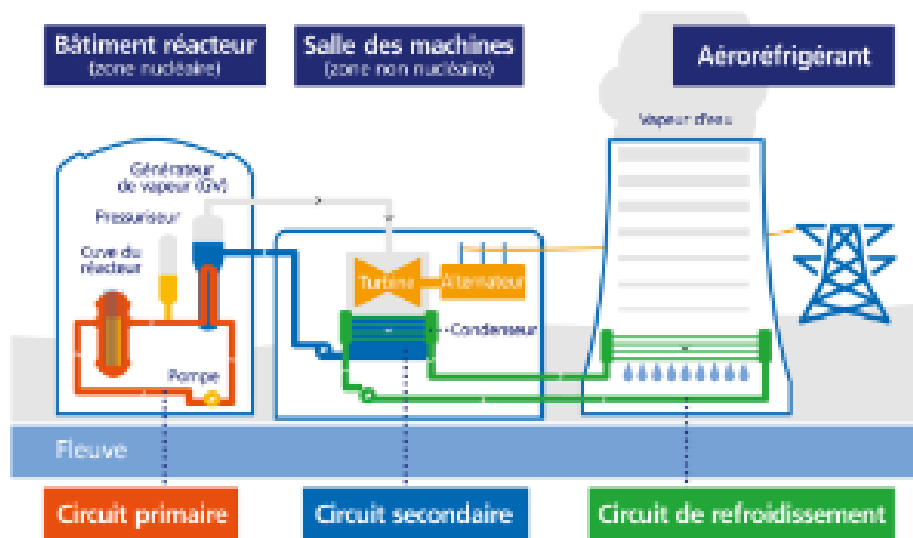 Bâtiment réacteur
(zone nucléaire)
Salle des machines
(zone non nucléaire)
Aéroréfrigérant
Vapeur d'eau
Générateur
de vapeur (GV)
Pressuriseur
Cuve du
réacteur
Turbine
Alternateur
Condenseur
Pompe
Fleuve
Circuit primaire
Circuit secondaire
Circuit de refroidissement